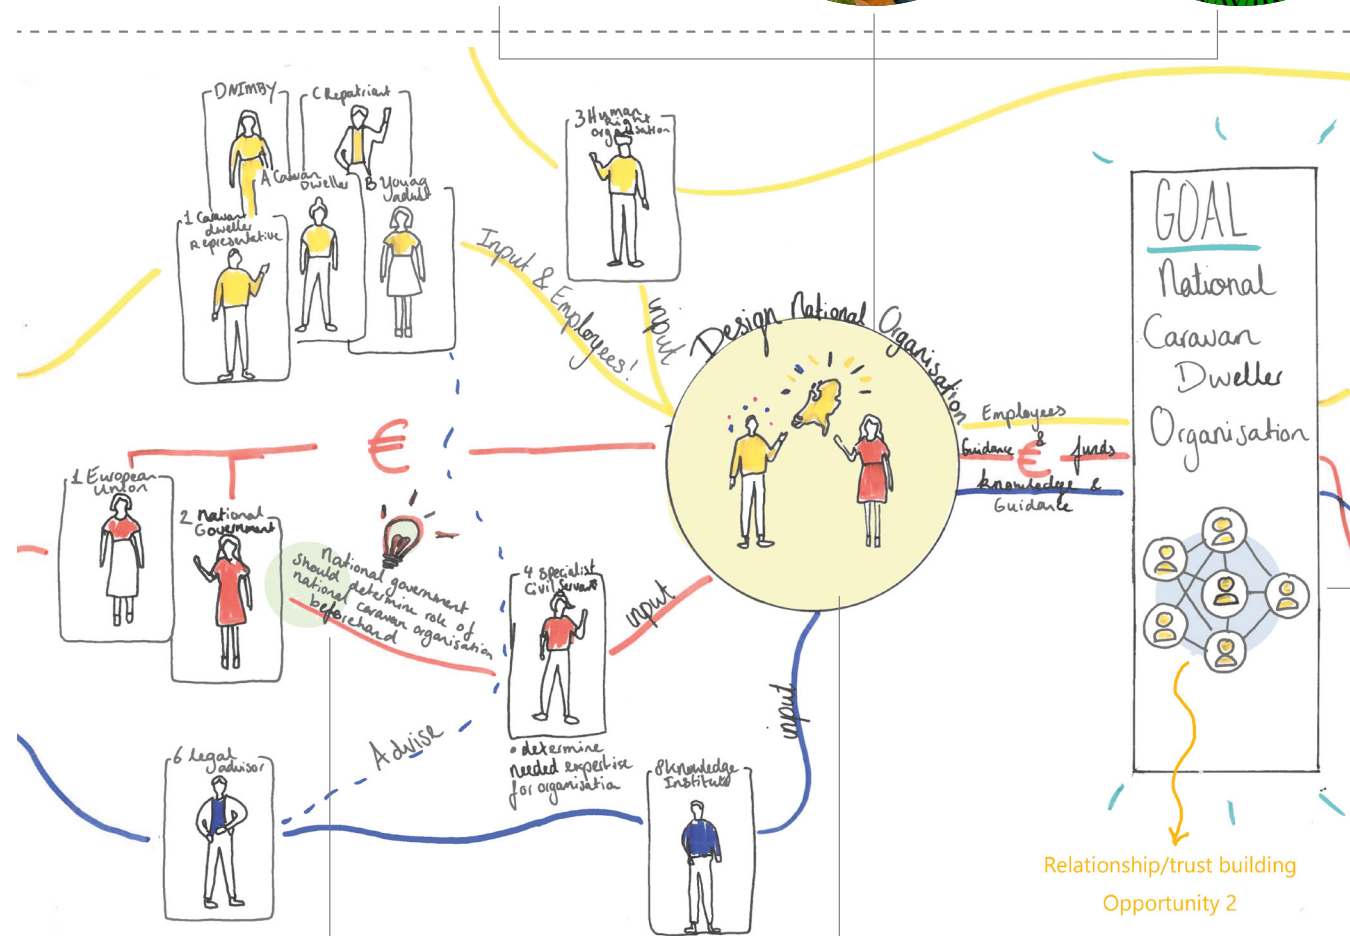 D NIMBY
C Repatriant
A Caravan
Dweller
B Young
adult
1 Caravan
dweller
Representative
3 Human
Right
organisation
Input & Employees!
input
Design National Organisation
GOAL
National
Caravan
Dweller
Organisation
Employees
Guidance & funds
€
knowledge &
Guidance
€
1 European
Union
2 National
Government
National government
should determine role of
national caravan organisation
beforehand
4 Specialist
Civil Servants
input
• determine
needed expertise
for organisation
input
Advise
6 legal
advisor
8 Knowledge
Institute
Relationship/trust building
Opportunity 2